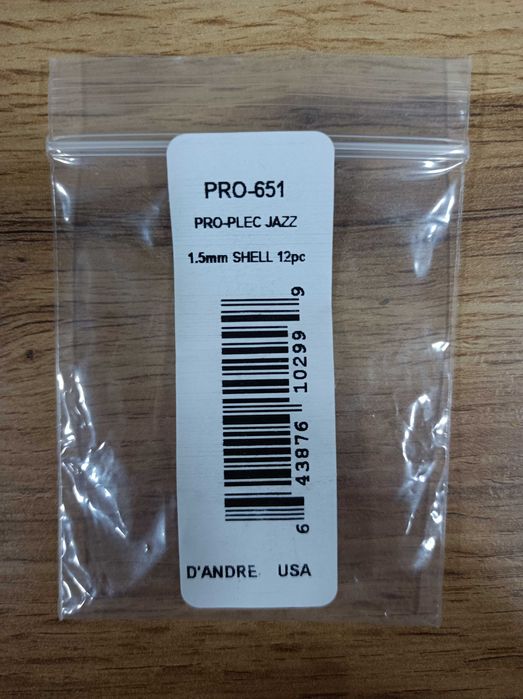 PRO-651
PRO-PLEC JAZZ
1.5mm SHELL 12pc
6 43876 10299 9
D'ANDRE USA